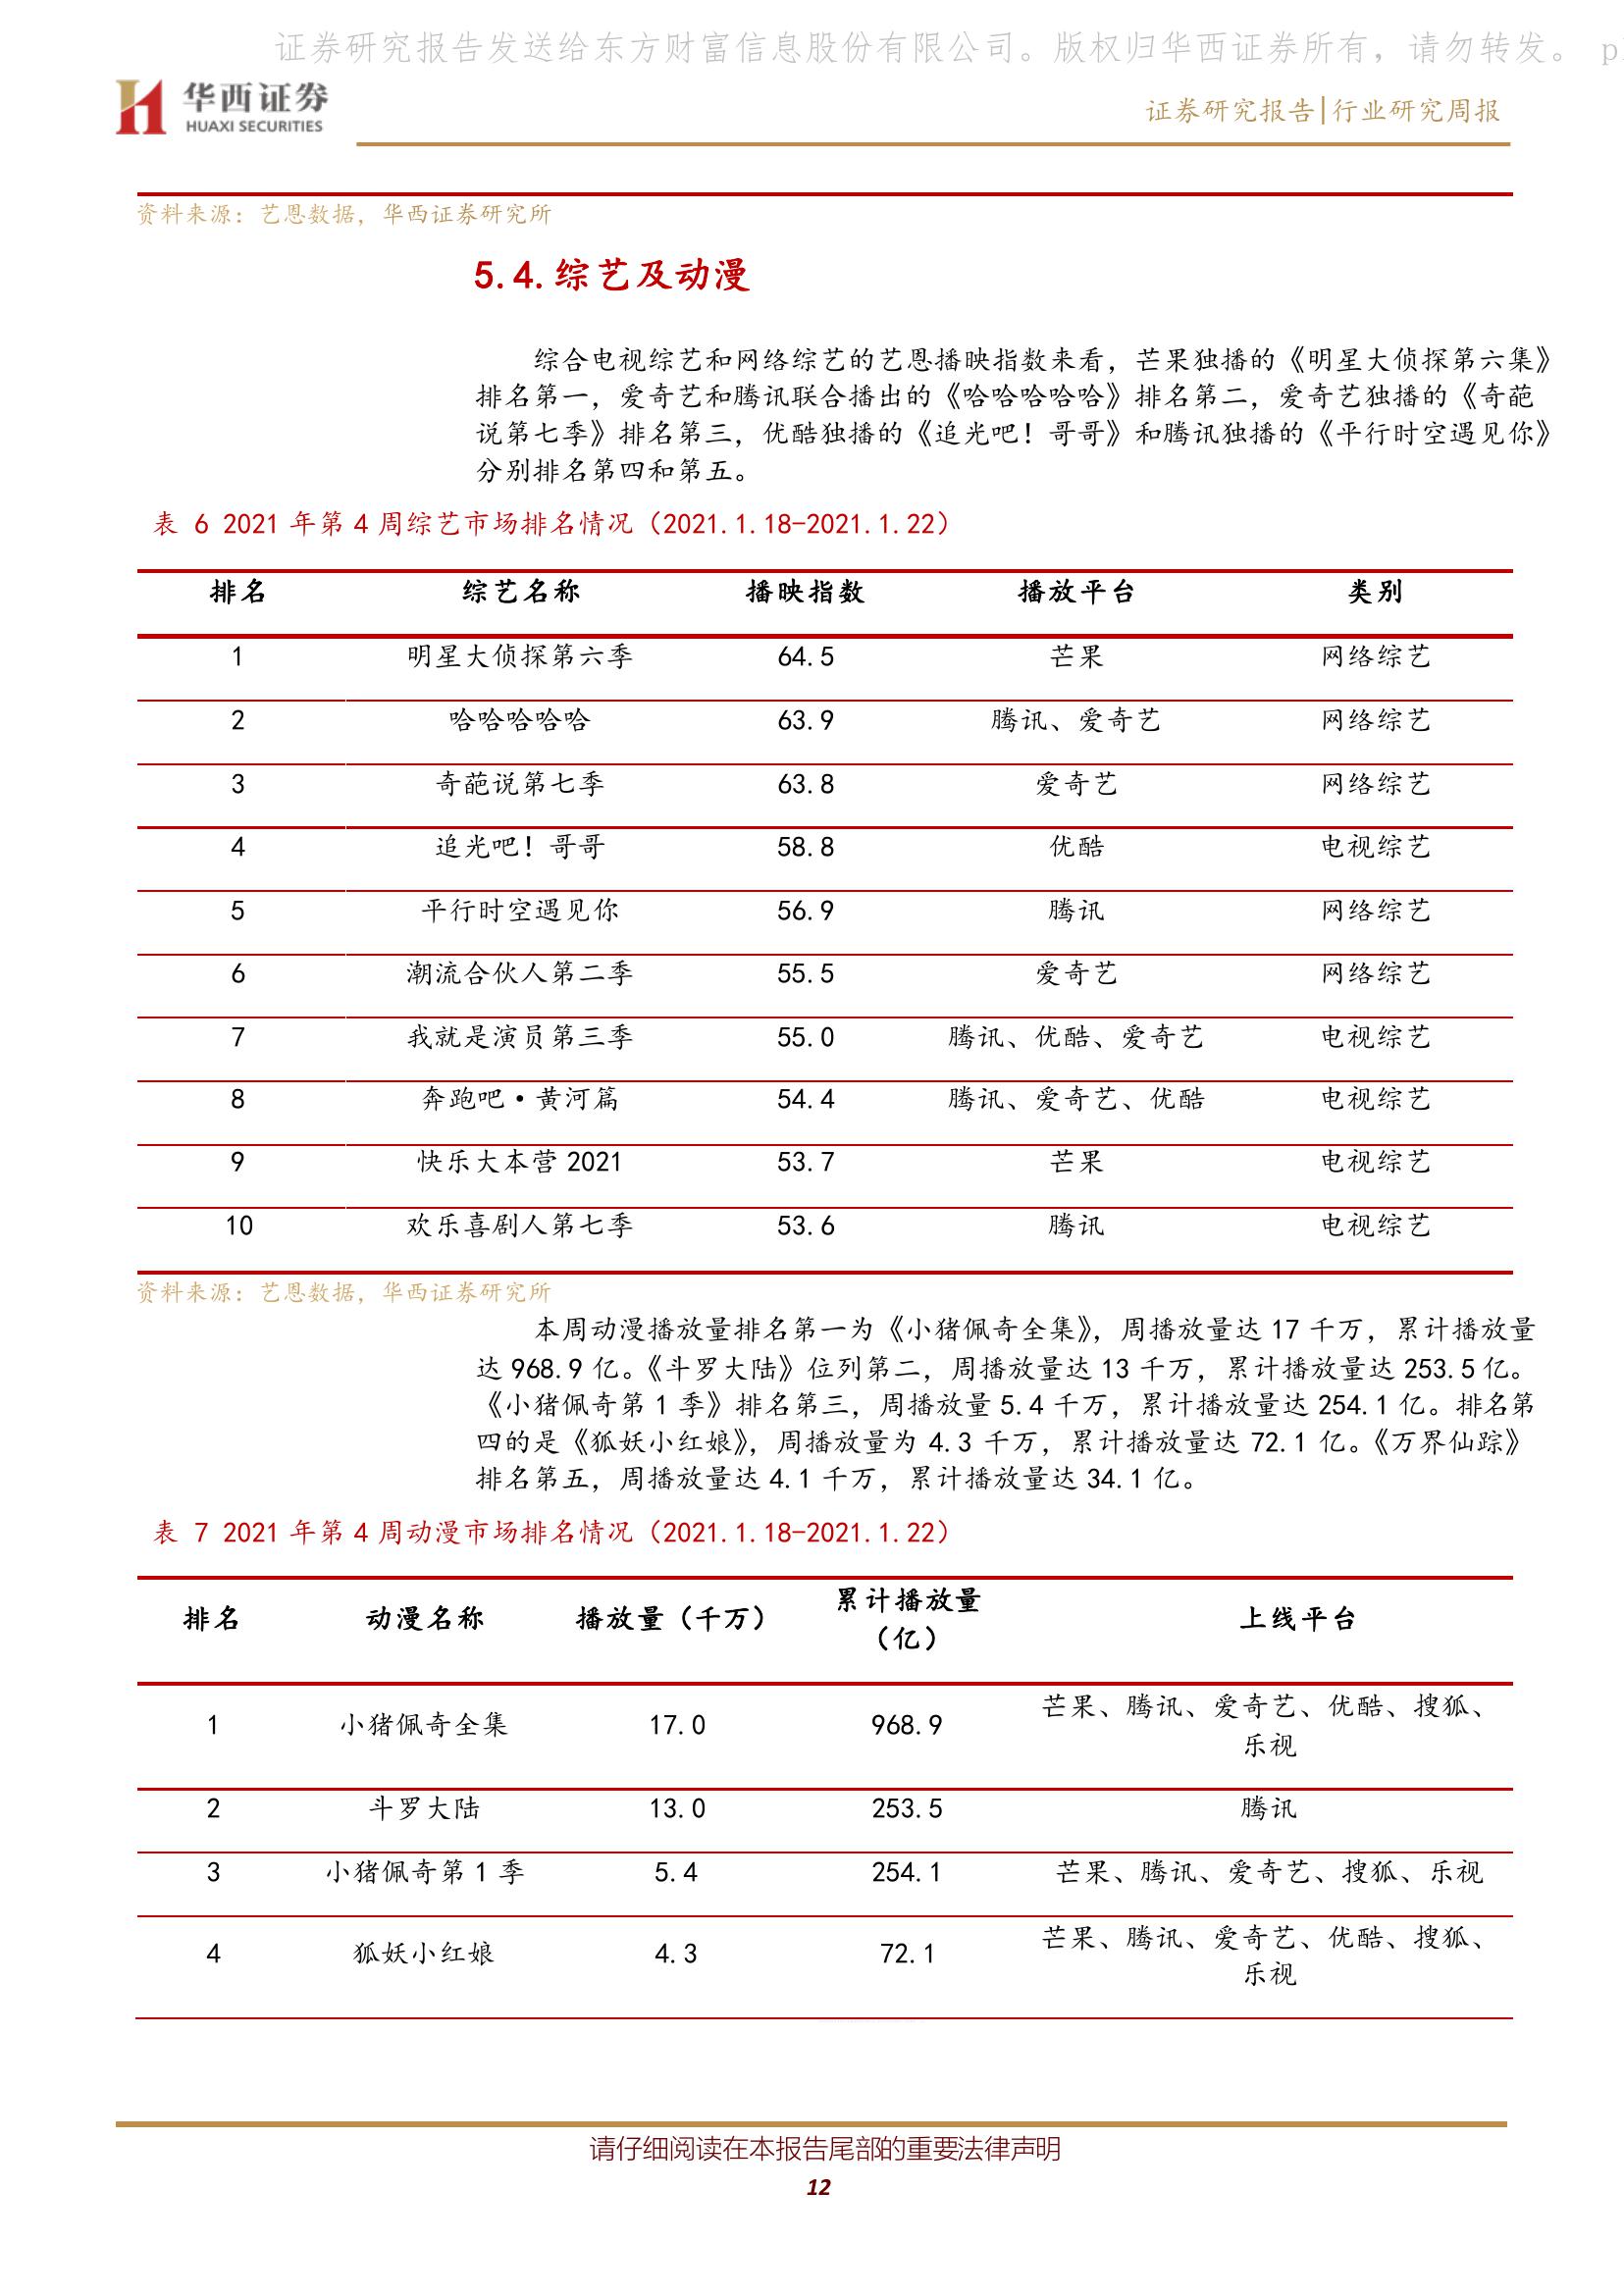 证券研究报告发送给东方财富信息股份有限公司。版权归华西证券所有，请勿转发。 p
华西证券
HUAXI SECURITIES
证券研究报告|行业研究周报
资料来源：艺恩数据，华西证券研究所
5.4.综艺及动漫
综合电视综艺和网络综艺的艺恩播映指数来看，芒果独播的《明星大侦探第六集》
排名第一，爱奇艺和腾讯联合播出的《哈哈哈哈哈》排名第二，爱奇艺独播的《奇葩
说第七季》排名第三，优酷独播的《追光吧！哥哥》和腾讯独播的《平行时空遇见你》
分别排名第四和第五。
表 6 2021 年第 4 周综艺市场排名情况（2021.1.18-2021.1.22）
排名 综艺名称 播映指数 播放平台 类别
1 明星大侦探第六季 64.5 芒果 网络综艺
2 哈哈哈哈哈 63.9 腾讯、爱奇艺 网络综艺
3 奇葩说第七季 63.8 爱奇艺 网络综艺
4 追光吧！哥哥 58.8 优酷 电视综艺
5 平行时空遇见你 56.9 腾讯 网络综艺
6 潮流合伙人第二季 55.5 爱奇艺 网络综艺
7 我就是演员第三季 55.0 腾讯、优酷、爱奇艺 电视综艺
8 奔跑吧·黄河篇 54.4 腾讯、爱奇艺、优酷 电视综艺
9 快乐大本营 2021 53.7 芒果 电视综艺
10 欢乐喜剧人第七季 53.6 腾讯 电视综艺
资料来源：艺恩数据，华西证券研究所
本周动漫播放量排名第一为《小猪佩奇全集》，周播放量达 17 千万，累计播放量
达 968.9 亿。《斗罗大陆》位列第二，周播放量达 13 千万，累计播放量达 253.5 亿。
《小猪佩奇第 1 季》排名第三，周播放量 5.4 千万，累计播放量达 254.1 亿。排名第
四的是《狐妖小红娘》，周播放量为 4.3 千万，累计播放量达 72.1 亿。《万界仙踪》
排名第五，周播放量达 4.1 千万，累计播放量达 34.1 亿。
表 7 2021 年第 4 周动漫市场排名情况（2021.1.18-2021.1.22）
排名 动漫名称 播放量（千万） 累计播放量 上线平台
（亿）
1 小猪佩奇全集 17.0 968.9 芒果、腾讯、爱奇艺、优酷、搜狐、
乐视
2 斗罗大陆 13.0 253.5 腾讯
3 小猪佩奇第 1 季 5.4 254.1 芒果、腾讯、爱奇艺、搜狐、乐视
4 狐妖小红娘 4.3 72.1 芒果、腾讯、爱奇艺、优酷、搜狐、
乐视
请仔细阅读在本报告尾部的重要法律声明
12